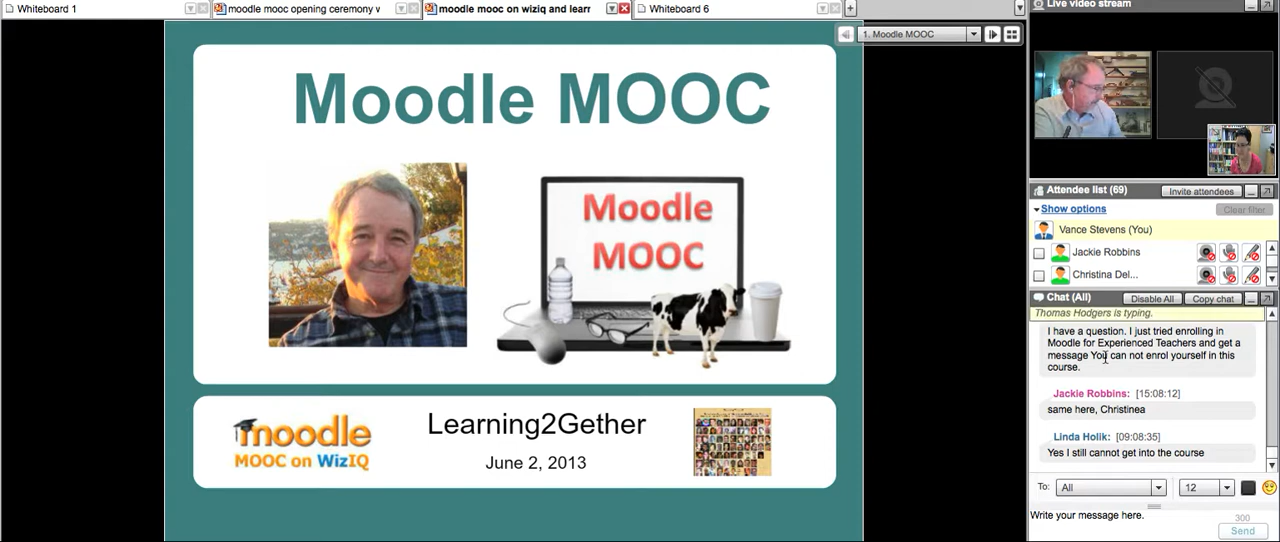 Whiteboard 1
moodle mooc opening ceremony v
moodle mooc on wiziq and learn
Whiteboard 6
1. Moodle MOOC
Moodle MOOC
Moodle
MOOC
moodle
MOOC on WizIQ
Learning2Gether
June 2, 2013
Live video stream
Attendee list (69)
Invite attendees
Show options
Clear filter
Vance Stevens (You)
Jackie Robbins
Christina Del...
Chat (All)
Disable All
Copy chat
Thomas Hodgers is typing.
I have a question. I just tried enrolling in
Moodle for Experienced Teachers and get a
message You can not enrol yourself in this
course.
Jackie Robbins: [15:08:12]
same here, Christinea
Linda Holik: [09:08:35]
Yes I still cannot get into the course
To: All 12
Write your message here.
300
Send